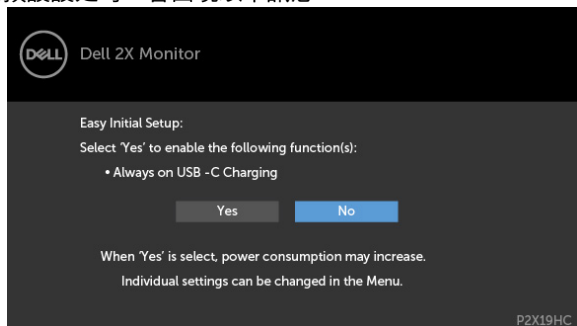 DELL
Dell 2X Monitor
Easy Initial Setup:
Select 'Yes' to enable the following function(s):
• Always on USB -C Charging
Yes No
When 'Yes' is select, power consumption may increase.
Individual settings can be changed in the Menu.
P2X19HC